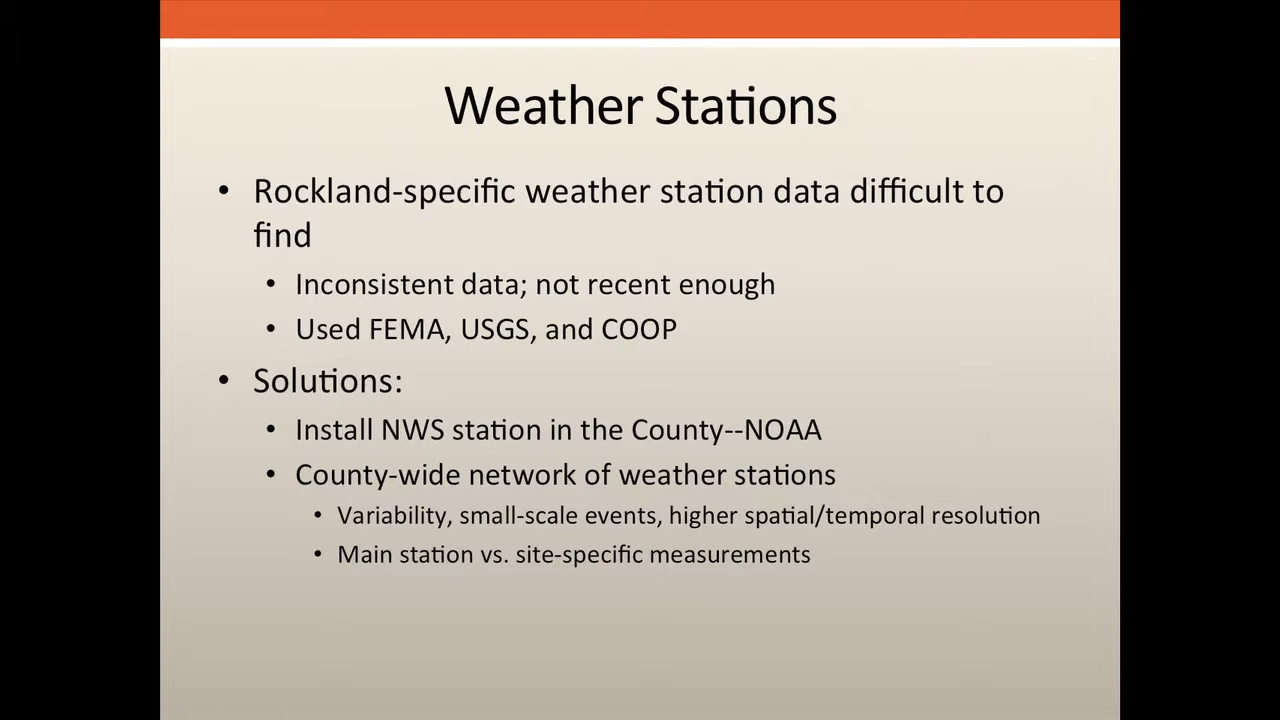 Weather Stations
• Rockland-specific weather station data difficult to
find
• Inconsistent data; not recent enough
• Used FEMA, USGS, and COOP
• Solutions:
• Install NWS station in the County--NOAA
• County-wide network of weather stations
• Variability, small-scale events, higher spatial/temporal resolution
• Main station vs. site-specific measurements